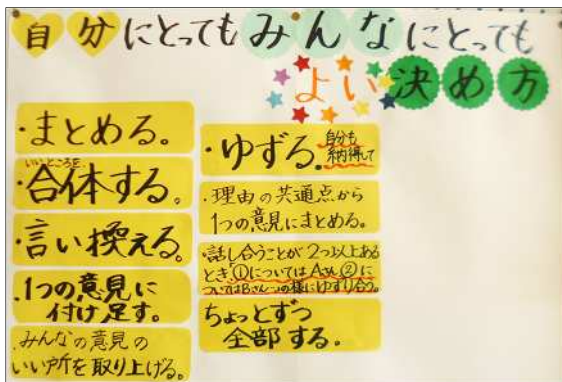 自分にとってもみんなにとっても
よい決め方
・まとめる。
いいところを
・合体する。
・言い換える。
・1つの意見に
付け足す。
・みんなの意見の
いい所を取り上げる。
・ゆずる。自分も
納得して
・理由の共通点から
1つの意見にまとめる。
・話し合うことが2つ以上ある
とき、①についてはAさん②に
ついてはBさん…の様にゆずり合う。
ちょっとずつ
全部する。